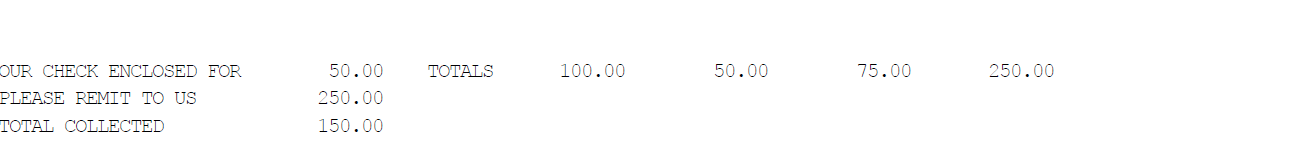 OUR CHECK ENCLOSED FOR 50.00 TOTALS 100.00 50.00 75.00 250.00
PLEASE REMIT TO US 250.00
TOTAL COLLECTED 150.00